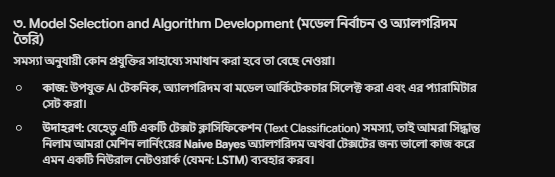 ৩. Model Selection and Algorithm Development (মডেল নির্বাচন ও অ্যালগরিদম
তৈরি)
সমস্যা অনুযায়ী কোন প্রযুক্তির সাহায্যে সমাধান করা হবে তা বেছে নেওয়া।
○ কাজ: উপযুক্ত AI টেকনিক, অ্যালগরিদম বা মডেল আর্কিটেকচার সিলেক্ট করা এবং এর প্যারামিটার
সেট করা।
○ উদাহরণ: যেহেতু এটি একটি টেক্সট ক্লাসিফিকেশন (Text Classification) সমস্যা, তাই আমরা সিদ্ধান্ত
নিলাম আমরা মেশিন লার্নিংয়ের Naive Bayes অ্যালগরিদম অথবা টেক্সটের জন্য ভালো কাজ করে
এমন একটি নিউরাল নেটওয়ার্ক (যেমন: LSTM) ব্যবহার করব।